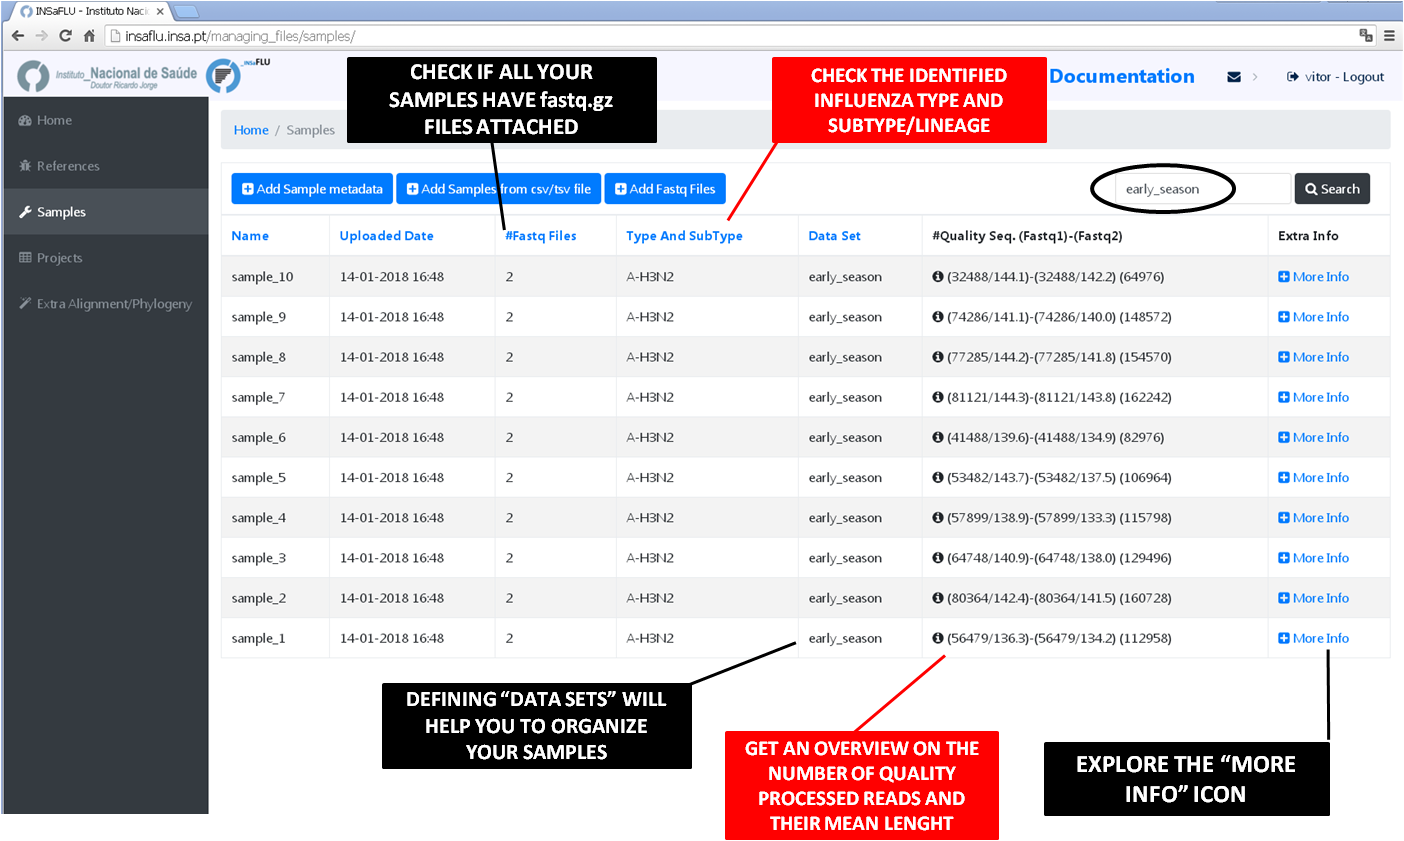 INSaFLU - Instituto Naci
insaflu.insa.pt/managing_files/samples/
Instituto_Nacional de Saúde
Doutor Ricardo Jorge
_INSaFLU
Documentation
vitor - Logout
CHECK IF ALL YOUR
SAMPLES HAVE fastq.gz
FILES ATTACHED
CHECK THE IDENTIFIED
INFLUENZA TYPE AND
SUBTYPE/LINEAGE
Home
References
Samples
Projects
Extra Alignment/Phylogeny
Home / Samples
Add Sample metadata
Add Samples from csv/tsv file
Add Fastq Files
early_season
Search
Name Uploaded Date #Fastq Files Type And SubType Data Set #Quality Seq. (Fastq1)-(Fastq2) Extra Info
sample_10 14-01-2018 16:48 2 A-H3N2 early_season (32488/144.1)-(32488/142.2) (64976) More Info
sample_9 14-01-2018 16:48 2 A-H3N2 early_season (74286/141.1)-(74286/140.0) (148572) More Info
sample_8 14-01-2018 16:48 2 A-H3N2 early_season (77285/144.2)-(77285/141.8) (154570) More Info
sample_7 14-01-2018 16:48 2 A-H3N2 early_season (81121/144.3)-(81121/143.8) (162242) More Info
sample_6 14-01-2018 16:48 2 A-H3N2 early_season (41488/139.6)-(41488/134.9) (82976) More Info
sample_5 14-01-2018 16:48 2 A-H3N2 early_season (53482/143.7)-(53482/137.5) (106964) More Info
sample_4 14-01-2018 16:48 2 A-H3N2 early_season (57899/138.9)-(57899/133.3) (115798) More Info
sample_3 14-01-2018 16:48 2 A-H3N2 early_season (64748/140.9)-(64748/138.0) (129496) More Info
sample_2 14-01-2018 16:48 2 A-H3N2 early_season (80364/142.4)-(80364/141.5) (160728) More Info
sample_1 14-01-2018 16:48 2 A-H3N2 early_season (56479/136.3)-(56479/134.2) (112958) More Info
DEFINING “DATA SETS” WILL
HELP YOU TO ORGANIZE
YOUR SAMPLES
GET AN OVERVIEW ON THE
NUMBER OF QUALITY
PROCESSED READS AND
THEIR MEAN LENGHT
EXPLORE THE “MORE
INFO” ICON